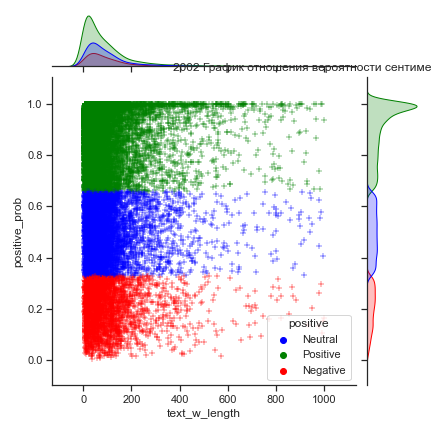 2002 График отношения вероятности сентиме
1.0
0.8
0.6
0.4
0.2
0.0
positive_prob
positive
Neutral
Positive
Negative
0
200
400
600
800
1000
text_w_length